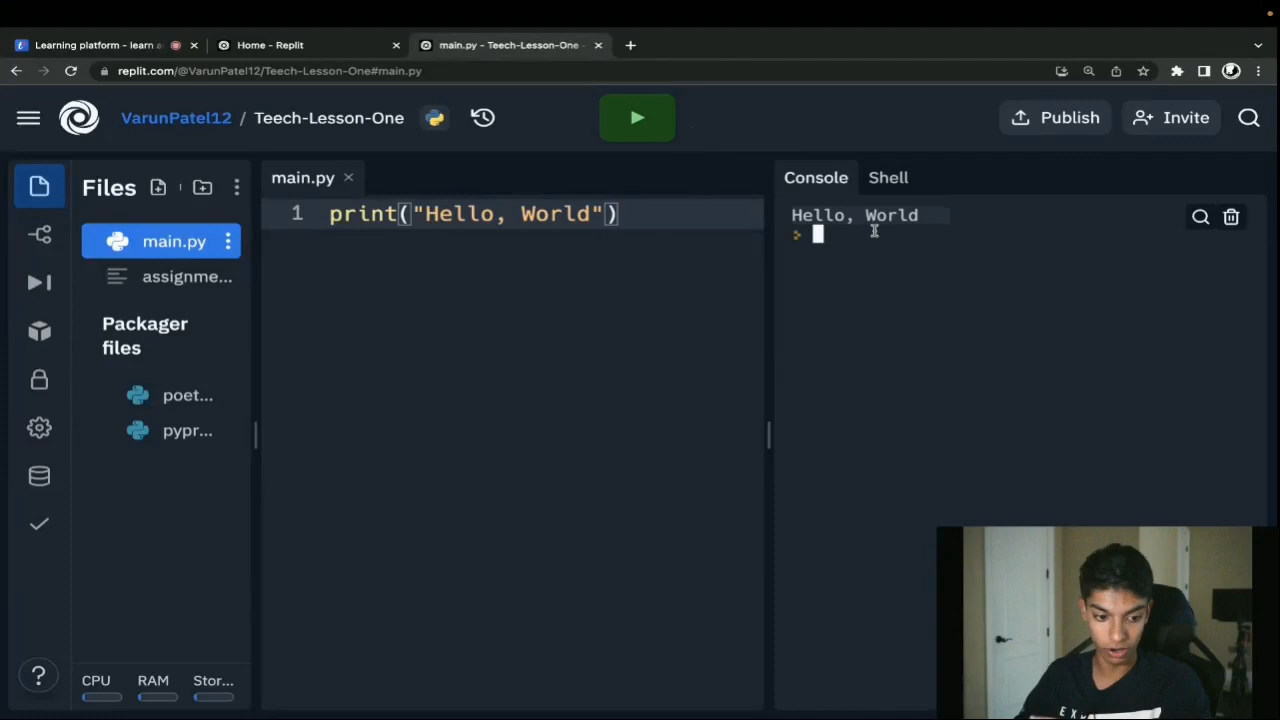 Learning platform - learn a
Home - Replit
main.py - Teech-Lesson-One -
replit.com/@VarunPatel12/Teech-Lesson-One#main.py
VarunPatel12 / Teech-Lesson-One
Publish
Invite
Files
main.py
Console
Shell
main.py
assignme...
Packager
files
poet...
pypr...
CPU
RAM
Stor...
?
1 print("Hello, World")
Hello, World
>
EX